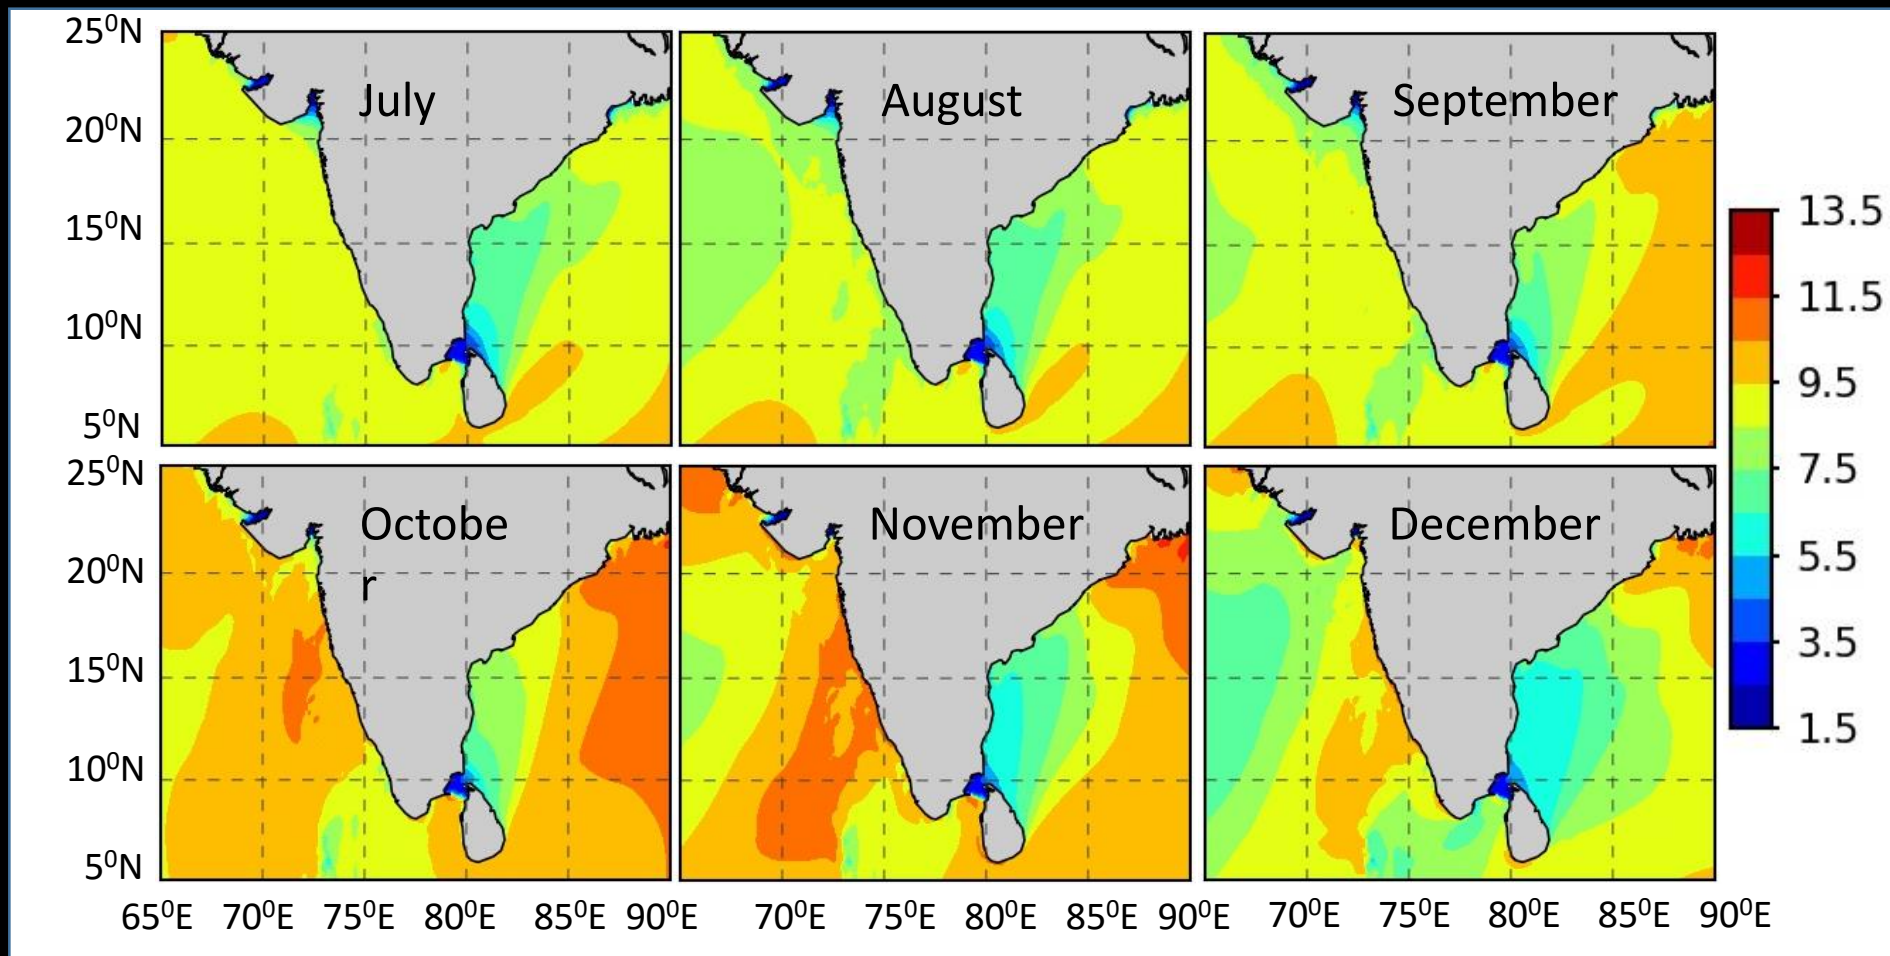 25⁰N
July
August
September
20⁰N
15⁰N
10⁰N
5⁰N
25⁰N
Octobe
r
November
December
20⁰N
15⁰N
10⁰N
5⁰N
65⁰E 70⁰E 75⁰E 80⁰E 85⁰E 90⁰E 70⁰E 75⁰E 80⁰E 85⁰E 90⁰E 70⁰E 75⁰E 80⁰E 85⁰E 90⁰E
13.5
11.5
9.5
7.5
5.5
3.5
1.5